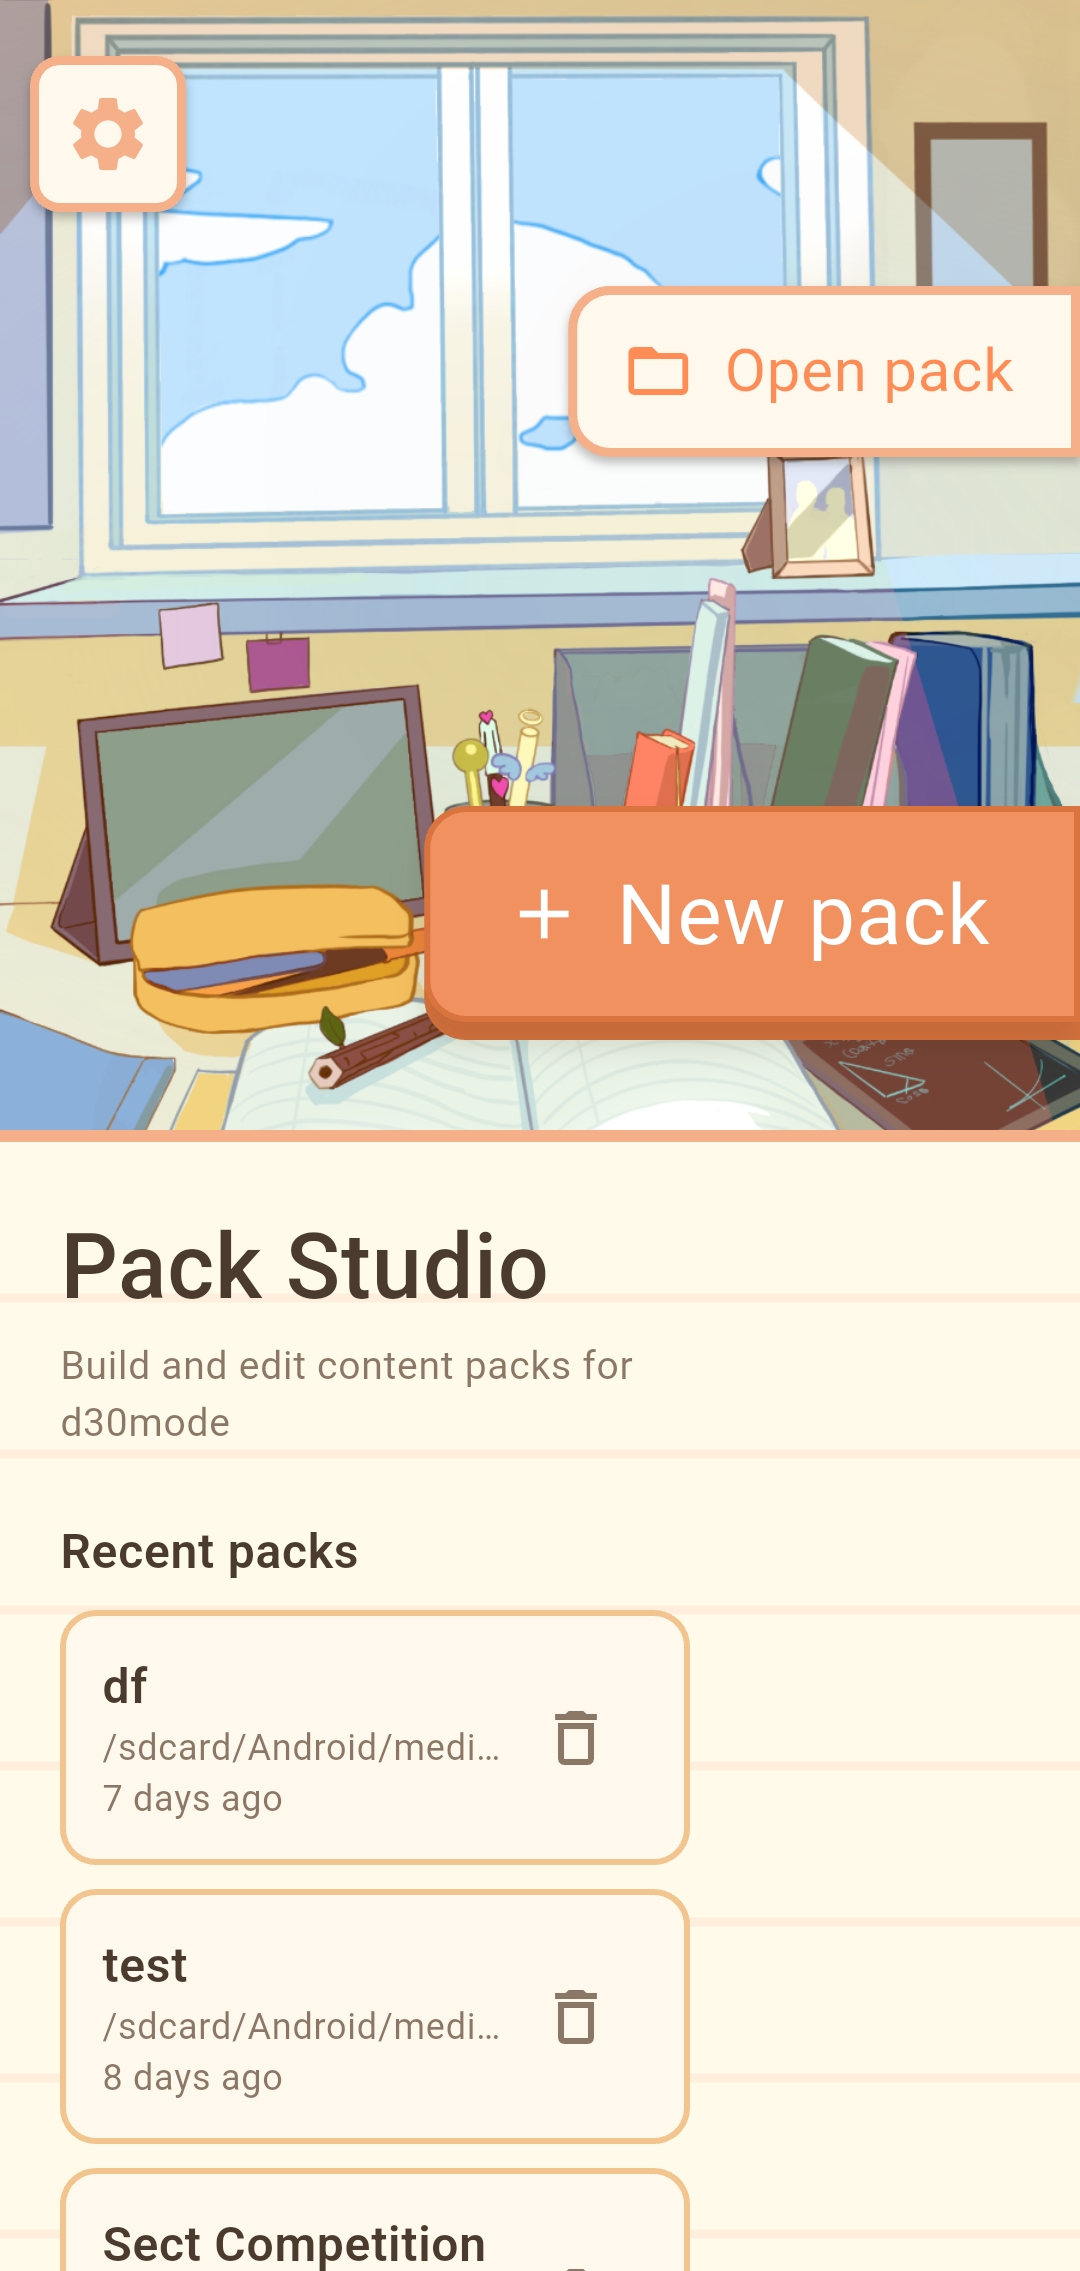 Open pack
New pack
Pack Studio
Build and edit content packs for
d30mode
Recent packs
df
/sdcard/Android/medi...
7 days ago
test
/sdcard/Android/medi...
8 days ago
Sect Competition